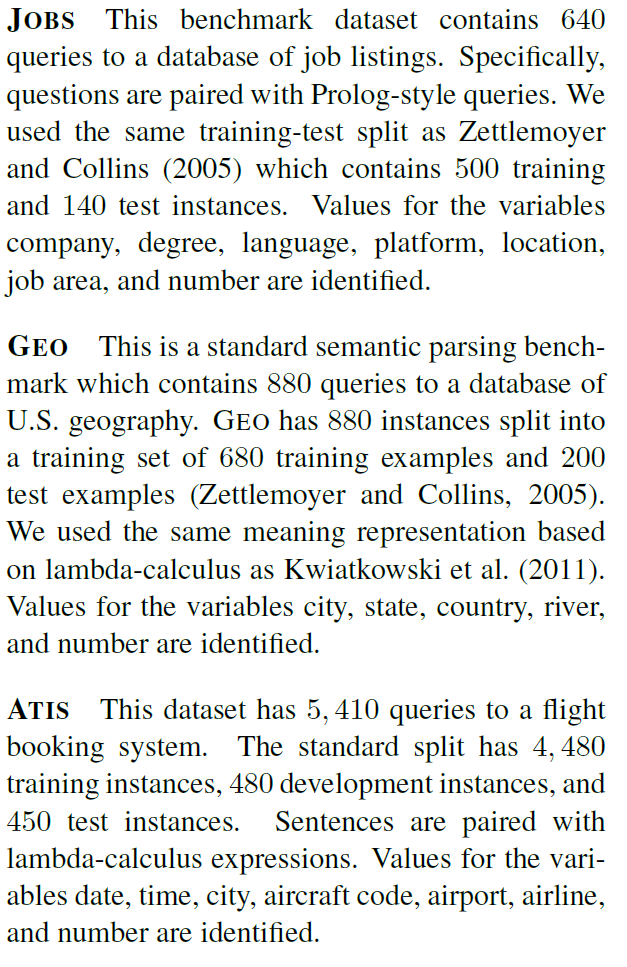 JOBS This benchmark dataset contains 640
queries to a database of job listings. Specifically,
questions are paired with Prolog-style queries. We
used the same training-test split as Zettlemoyer
and Collins (2005) which contains 500 training
and 140 test instances. Values for the variables
company, degree, language, platform, location,
job area, and number are identified.
GEO This is a standard semantic parsing bench-
mark which contains 880 queries to a database of
U.S. geography. GEO has 880 instances split into
a training set of 680 training examples and 200
test examples (Zettlemoyer and Collins, 2005).
We used the same meaning representation based
on lambda-calculus as Kwiatkowski et al. (2011).
Values for the variables city, state, country, river,
and number are identified.
ATIS This dataset has 5, 410 queries to a flight
booking system. The standard split has 4, 480
training instances, 480 development instances, and
450 test instances. Sentences are paired with
lambda-calculus expressions. Values for the vari-
ables date, time, city, aircraft code, airport, airline,
and number are identified.